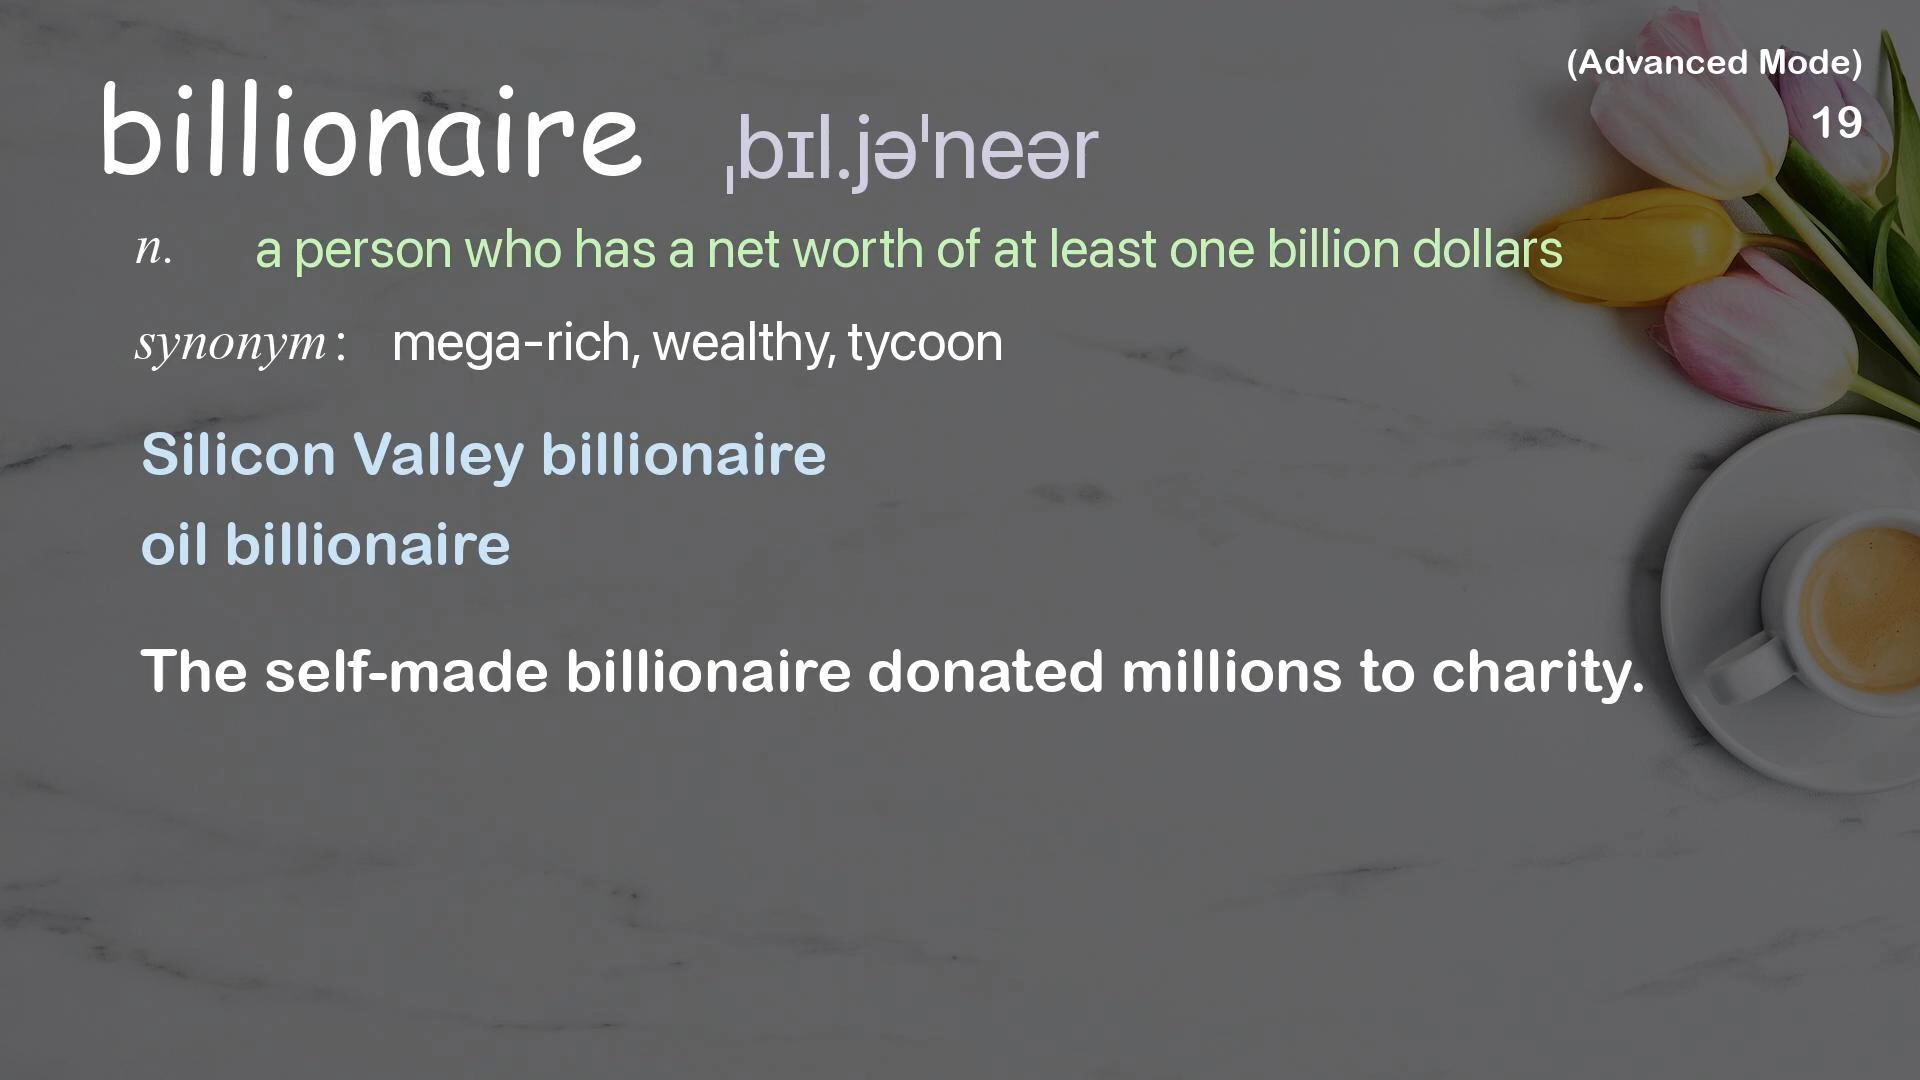 (Advanced Mode)
19
billionaire ˌbɪl.jəˈneər
n. a person who has a net worth of at least one billion dollars
synonym: mega-rich, wealthy, tycoon
Silicon Valley billionaire
oil billionaire
The self-made billionaire donated millions to charity.